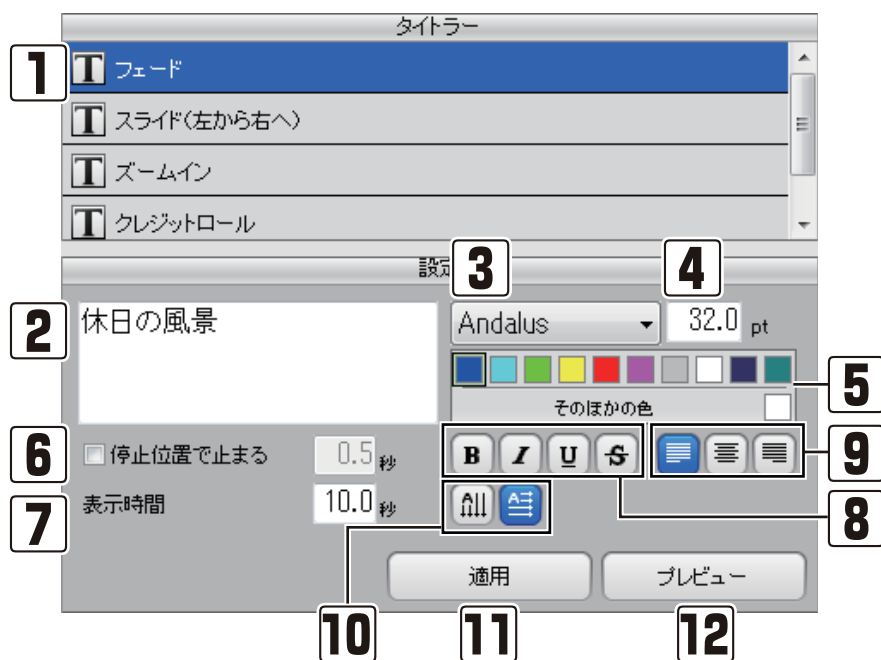 タイトラー
1
T フェード
T スライド(左から右へ)
T ズームイン
T クレジットロール
設定
3
4
2
休日の風景
Andalus
32.0 pt
5
そのほかの色
6
停止位置で止まる 0.5 秒
B I U S
9
7
表示時間 10.0 秒
A
A
8
適用
プレビュー
10
11
12